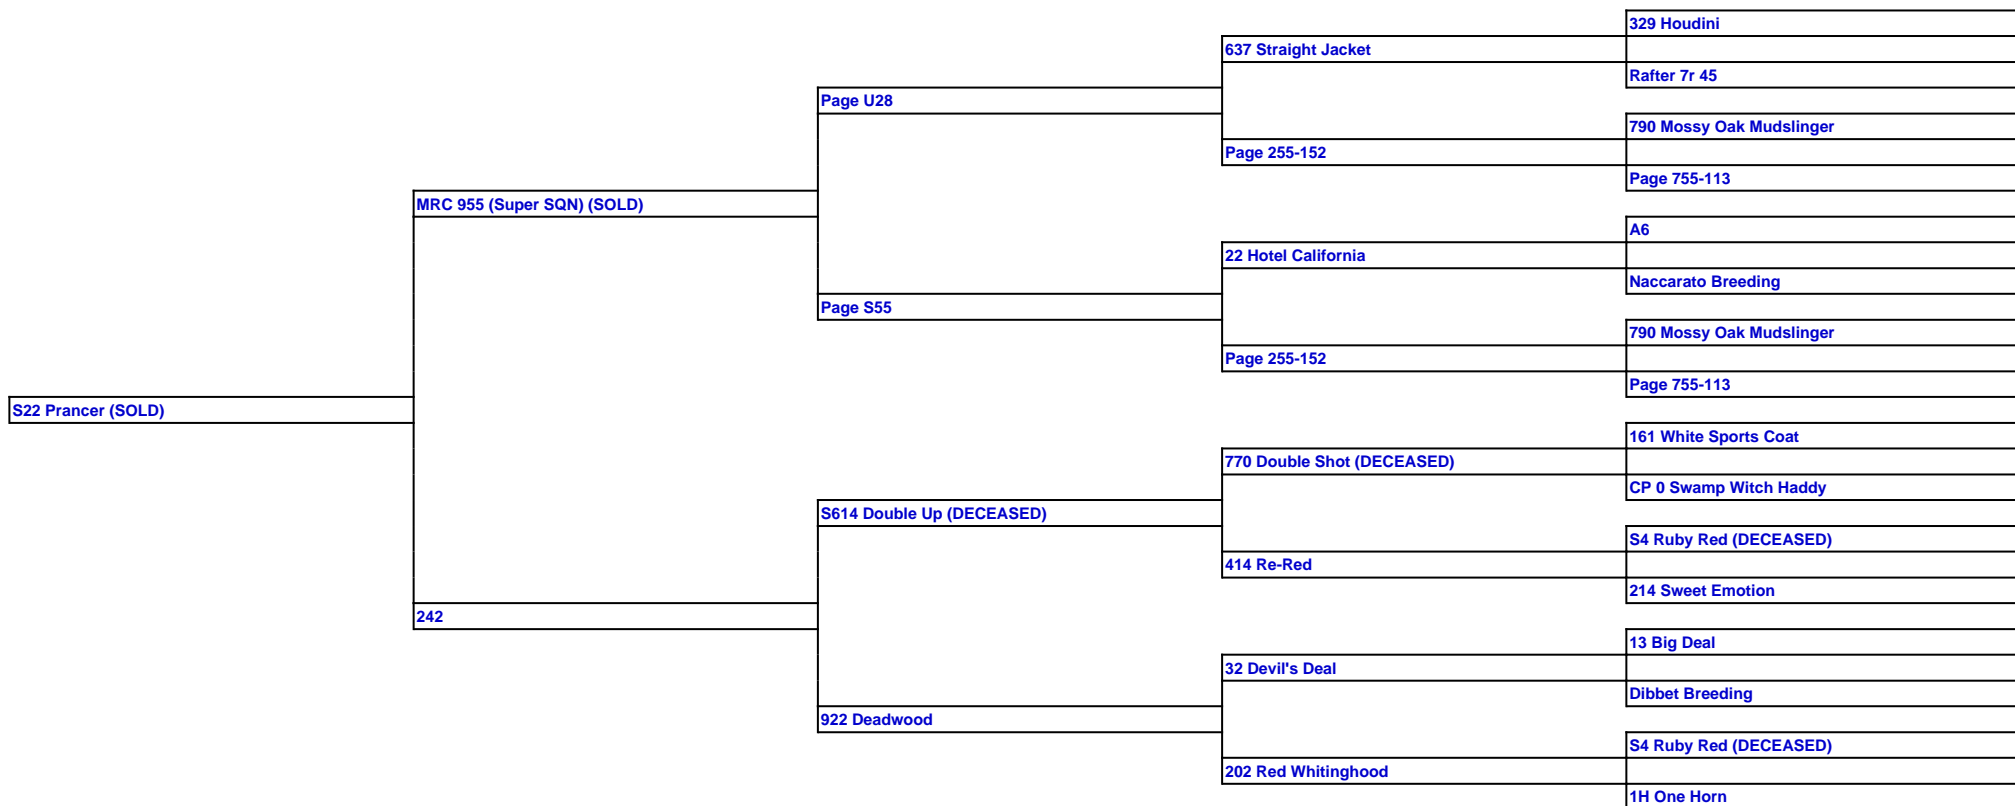 329 Houdini
637 Straight Jacket
Rafter 7r 45
Page U28
790 Mossy Oak Mudslinger
Page 255-152
Page 755-113
MRC 955 (Super SQN) (SOLD)
A6
22 Hotel California
Naccarato Breeding
Page S55
790 Mossy Oak Mudslinger
Page 255-152
Page 755-113
S22 Prancer (SOLD)
161 White Sports Coat
770 Double Shot (DECEASED)
CP 0 Swamp Witch Haddy
S614 Double Up (DECEASED)
S4 Ruby Red (DECEASED)
414 Re-Red
214 Sweet Emotion
242
13 Big Deal
32 Devil's Deal
Dibbet Breeding
922 Deadwood
S4 Ruby Red (DECEASED)
202 Red Whitinghood
1H One Horn